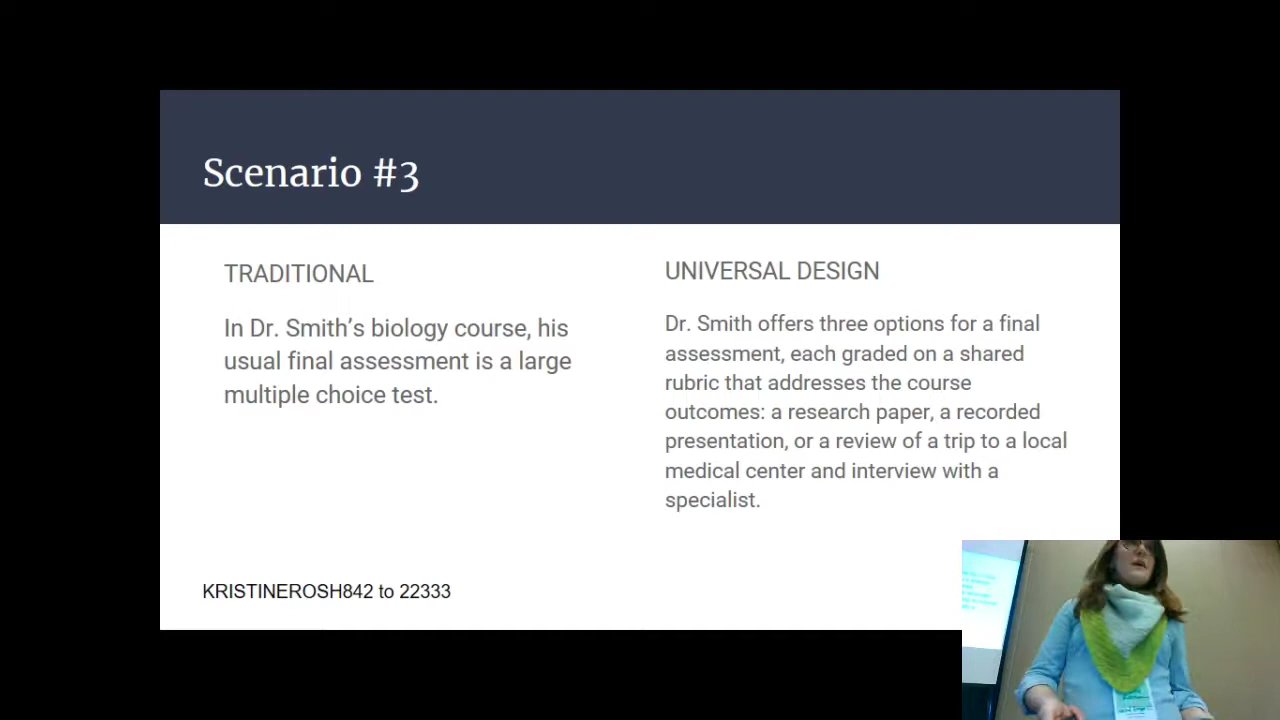 Scenario #3
TRADITIONAL
In Dr. Smith’s biology course, his
usual final assessment is a large
multiple choice test.
UNIVERSAL DESIGN
Dr. Smith offers three options for a final
assessment, each graded on a shared
rubric that addresses the course
outcomes: a research paper, a recorded
presentation, or a review of a trip to a local
medical center and interview with a
specialist.
KRISTINEROSH842 to 22333